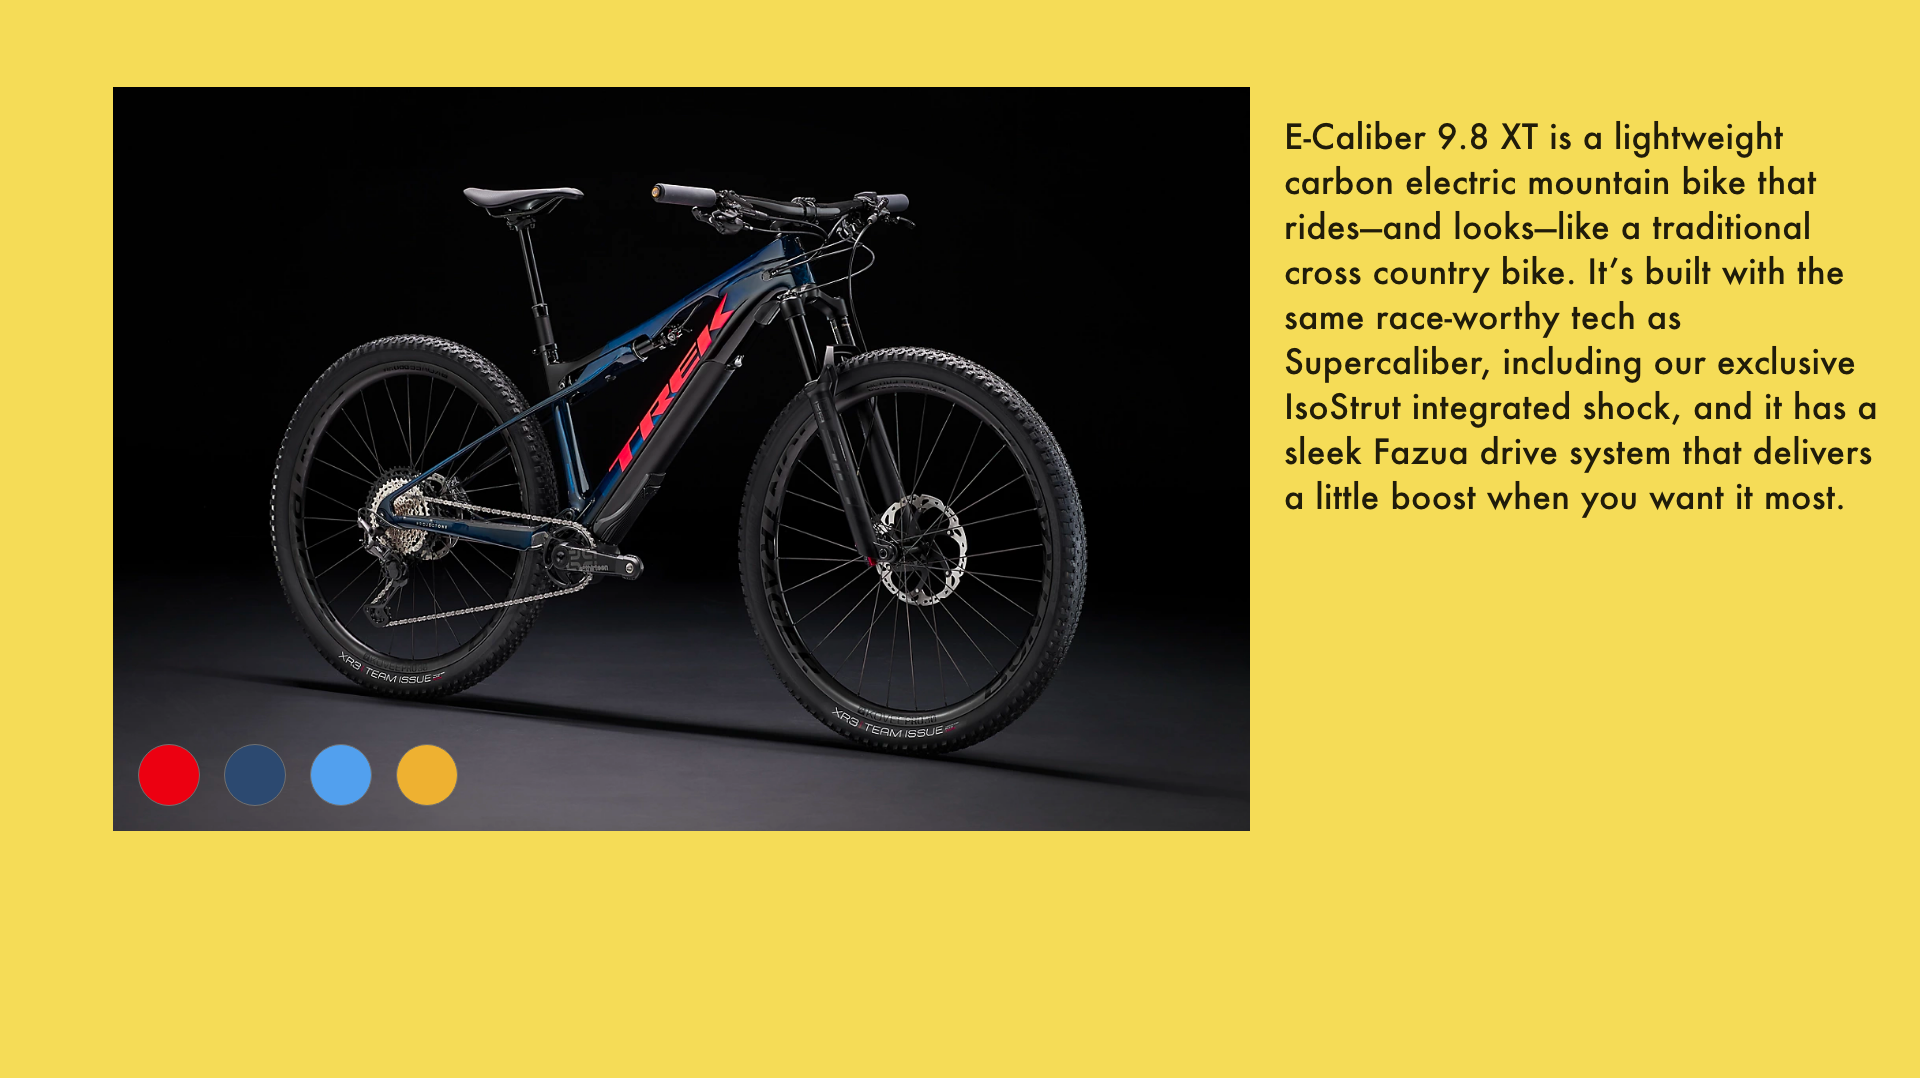 E-Caliber 9.8 XT is a lightweight
carbon electric mountain bike that
rides—and looks—like a traditional
cross country bike. It’s built with the
same race-worthy tech as
Supercaliber, including our exclusive
IsoStrut integrated shock, and it has a
sleek Fazua drive system that delivers
a little boost when you want it most.
TREK
XR3 TEAM ISSUE
XR3 TEAM ISSUE